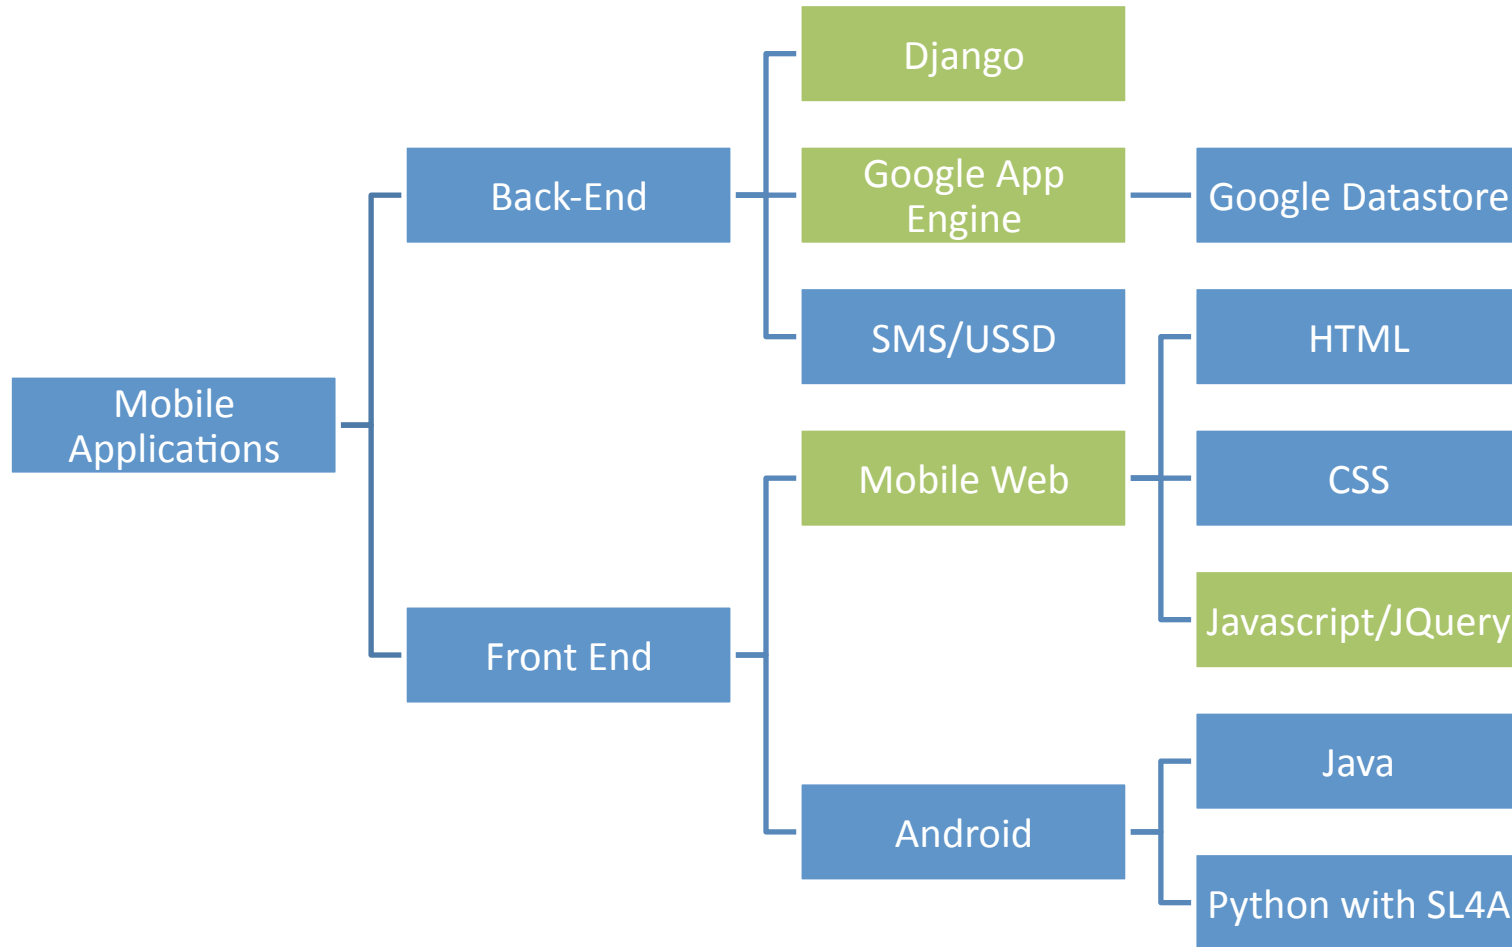 Django
Back-End
Google App
Engine
Google Datastore
SMS/USSD
HTML
Mobile
Applications
Mobile Web
CSS
Front End
Javascript/JQuery
Java
Android
Python with SL4A